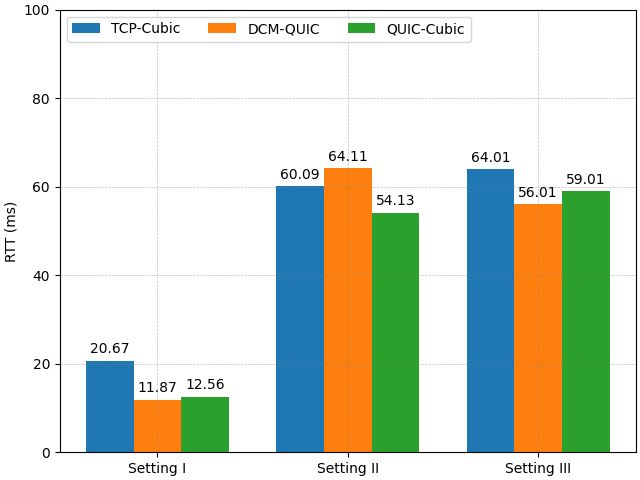 TCP-Cubic DCM-QUIC QUIC-Cubic
RTT (ms)
100
80
60
40
20
0
20.67 11.87 12.56
60.09 64.11 54.13
64.01 56.01 59.01
Setting I Setting II Setting III